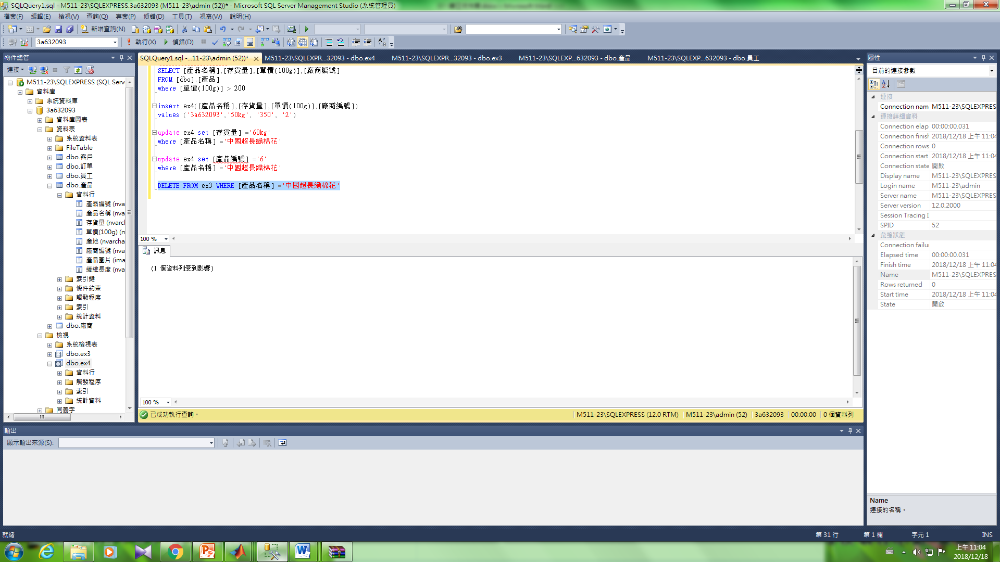 SQLQuery1.sql - M511-23\SQLEXPRESS.3a632093 (M511-23\admin (52))* - Microsoft SQL Server Management Studio (系統管理員)
檔案(F) 編輯(E) 檢視(V) 查詢(Q) 專案(P) 偵錯(D) 工具(T) 視窗(W) 說明(H)
新增查詢(N)
3a632093 執行(X) 偵錯(D)
物件總管
連接
M511-23\SQLEXPRESS (SQL Serv
資料庫
系統資料庫
3a632093
資料庫圖表
資料表
系統資料表
FileTable
dbo.客戶
dbo.訂單
dbo.員工
dbo.產品
資料行
產品編號 (nva
產品名稱 (nva
存貨量 (nvarcl
單價(100g) (m
產地 (nvarcha
廠商編號 (nva
產品圖片 (ima
纖維長度 (nva
索引鍵
條件約束
觸發程序
索引
統計資料
dbo.廠商
檢視
系統檢視表
dbo.ex3
dbo.ex4
資料行
觸發程序
索引
統計資料
同義字
SQLQuery1.sql -...11-23\admin (52))* M511-23\SQLEXPR...32093 - dbo.ex4 M511-23\SQLEXPR...32093 - dbo.ex3 M511-23\SQLEXP...632093 - dbo.產品 M511-23\SQLEXP...632093 - dbo.員工
SELECT [產品名稱],[存貨量],[單價(100g)],[廠商編號]
FROM [dbo].[產品]
where [單價(100g)] > 200
insert ex4([產品名稱],[存貨量],[單價(100g)],[廠商編號])
values ('3a632093','50kg', '350', '2')
update ex4 set [存貨量] ='60kg'
where [產品名稱] ='中國超長纖棉花'
update ex4 set [產品編號] ='6'
where [產品名稱] ='中國超長纖棉花'
DELETE FROM ex3 WHERE [產品名稱] ='中國超長纖棉花'
100 %
訊息
(1 個資料列受到影響)
100 %
已成功執行查詢。 M511-23\SQLEXPRESS (12.0 RTM) M511-23\admin (52) 3a632093 00:00:00 0 個資料列
屬性
目前的連接參數
連接
Connection nam M511-23\SQLEXPRESS
連接詳細資料
Connection elap 00:00:00.031
Connection finish 2018/12/18 上午 11:04
Connection rows 0
Connection start 2018/12/18 上午 11:04
Connection state 開啟
Display name M511-23\SQLEXPRES
Login name M511-23\admin
Server name M511-23\SQLEXPRES
Server version 12.0.2000
Session Tracing I
SPID 52
彙總狀態
Connection failu
Elapsed time 00:00:00.031
Finish time 2018/12/18 上午 11:04
Name M511-23\SQLEXPRES
Rows returned 0
Start time 2018/12/18 上午 11:04
State 開啟
Name
連接的名稱。
輸出
顯示輸出來源(S):
就緒 第 31 行 第 1 欄 字元 1 INS
上午 11:04
2018/12/18